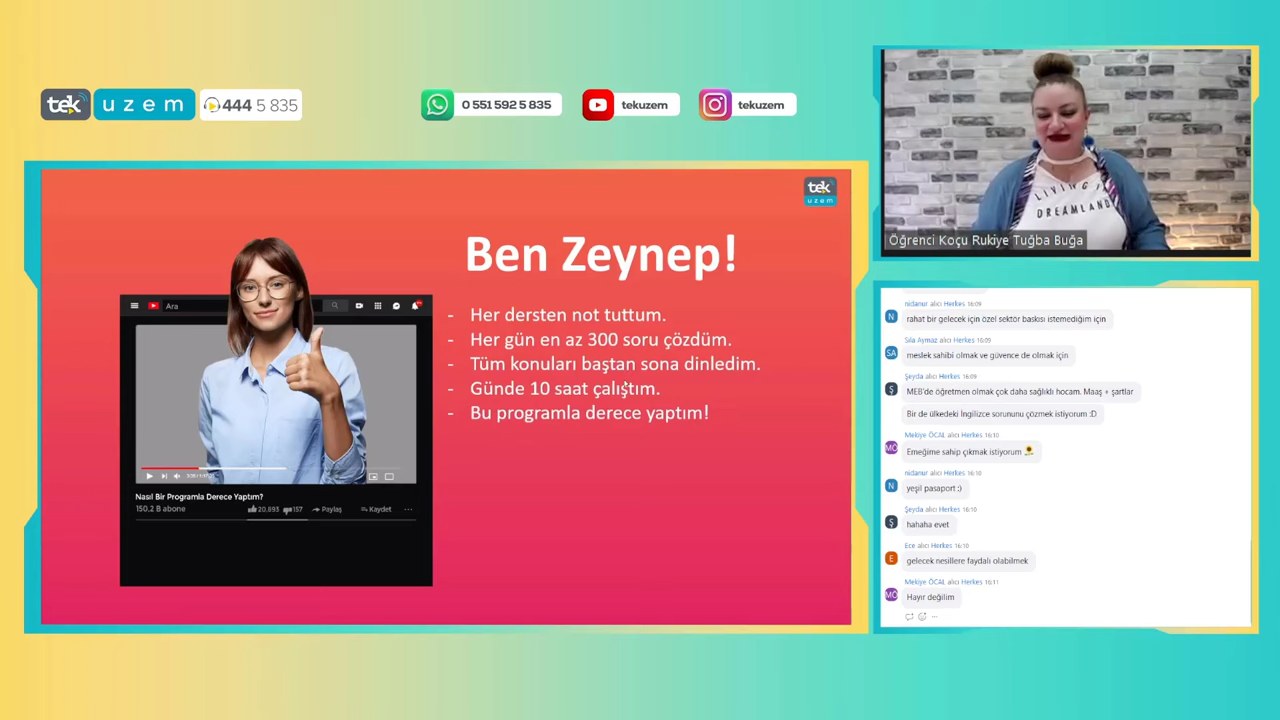 tek uzem 444 5 835
0 551 592 5 835
tekuzem
tekuzem
tek
uzem
Ben Zeynep!
- Her dersten not tuttum.
- Her gün en az 300 soru çözdüm.
- Tüm konuları baştan sona dinledim.
- Günde 10 saat çalıştım.
- Bu programla derece yaptım!
Ara
Nasıl Bir Programla Derece Yaptım?
150.2 B abone
20.893 157 Paylaş Kaydet
LIVING I
DREAMLAND
Öğrenci Koçu Rukiye Tuğba Buğa
nidanur alıcı Herkes 16:09
N
rahat bir gelecek için özel sektör baskısı istemediğim için
Sıla Aymaz alıcı Herkes 16:09
SA
meslek sahibi olmak ve güvence de olmak için
Şeyda alıcı Herkes 16:09
Ş
MEB'de öğretmen olmak çok daha sağlıklı hocam. Maaş + şartlar
Bir de ülkedeki İngilizce sorununu çözmek istiyorum :D
Mekiye ÖCAL alıcı Herkes 16:10
MÖ
Emeğime sahip çıkmak istiyorum 🌻
nidanur alıcı Herkes 16:10
N
yeşil pasaport :)
Şeyda alıcı Herkes 16:10
Ş
hahaha evet
Ece alıcı Herkes 16:10
E
gelecek nesillere faydalı olabilmek
Mekiye ÖCAL alıcı Herkes 16:11
MÖ
Hayır değilim